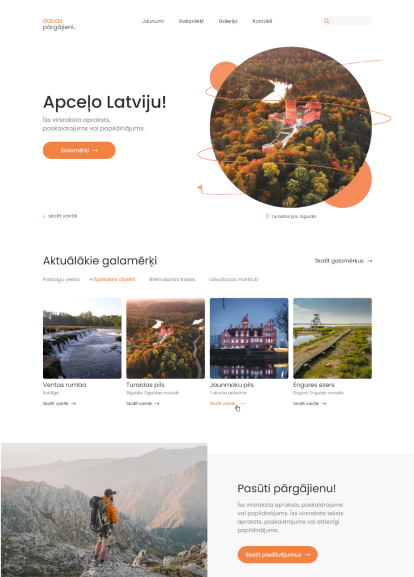 dabas
pārgājieni.
Jaunumi Galamērķi Galerija Kontakti
Apceļo Latviju!
Īss virsraksta apraksts,
paskaidrojums vai papildinājums.
Galamērķi →
skatīt vairāk
Turaidas pils, Sigulda
Aktuālākie galamērķi
Skatīt galamērķus →
Pastaigu vietas Apskates objekti Riteņošanas trases Laivošanas maršruti
Ventas rumba
Kuldīga
Skatīt vairāk →
Turaidas pils
Sigulda, Siguldas novads
Skatīt vairāk →
Jaunmoku pils
Tukuma apkaime
Skatīt vairāk →
Engures ezers
Engure, Engures novads
Skatīt vairāk →
Pasūti pārgājienu!
Īss virsraksta apraksts, paskaidrojums
vai paplidinājums. Īss virsraksta teksts
apraksts, paskaidrojums vai attiecīgi
papildinājums.
Skatīt piedāvājumus →